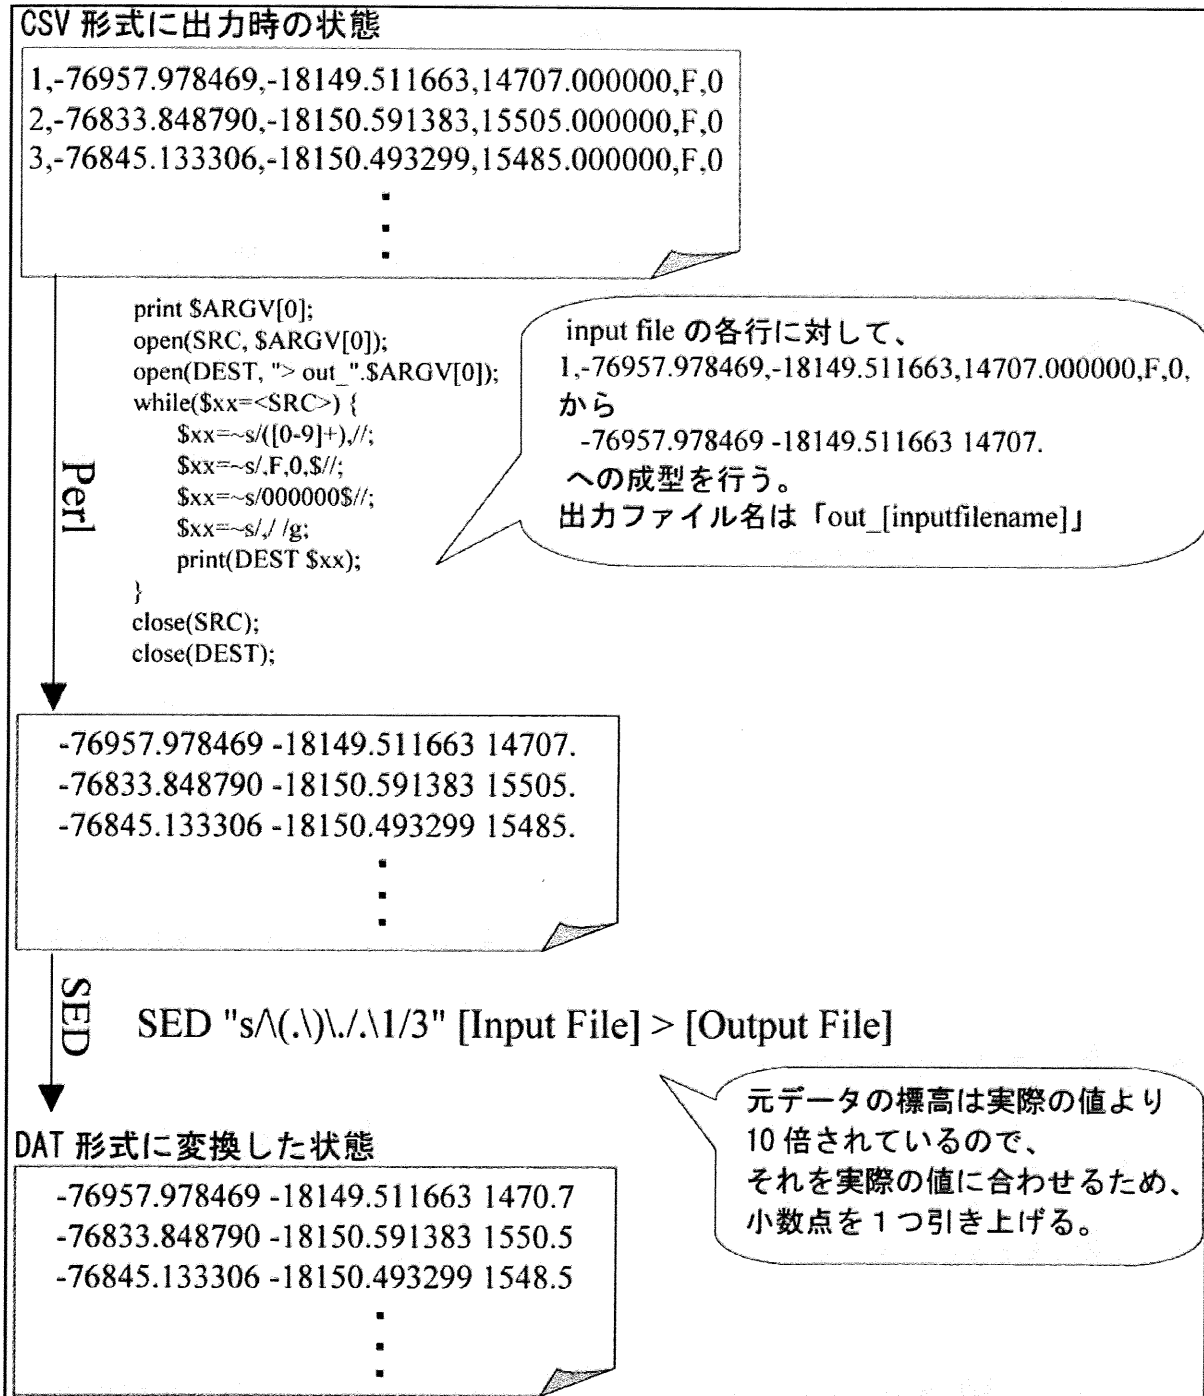 CSV 形式に出力時の状態
1,-76957.978469,-18149.511663,14707.000000,F,0
2,-76833.848790,-18150.591383,15505.000000,F,0
3,-76845.133306,-18150.493299,15485.000000,F,0
Perl
print $ARGV[0];
open(SRC, $ARGV[0]);
open(DEST, "> out_".$ARGV[0]);
while($xx=<SRC>) {
$xx=~s/([0-9]+),//;
$xx=~s/,F,0,$//;
$xx=~s/000000$//;
$xx=~s/,/ /g;
print(DEST $xx);
}
close(SRC);
close(DEST);
input file の各行に対して、
1,-76957.978469,-18149.511663,14707.000000,F,0,
から
-76957.978469 -18149.511663 14707.
への成型を行う。
出力ファイル名は「out_[inputfilename]」
-76957.978469 -18149.511663 14707.
-76833.848790 -18150.591383 15505.
-76845.133306 -18150.493299 15485.
SED
SED "s/\(.\)\./.\1/3" [Input File] > [Output File]
元データの標高は実際の値より
10 倍されているので、
それを実際の値に合わせるため、
小数点を１つ引き上げる。
DAT 形式に変換した状態
-76957.978469 -18149.511663 1470.7
-76833.848790 -18150.591383 1550.5
-76845.133306 -18150.493299 1548.5